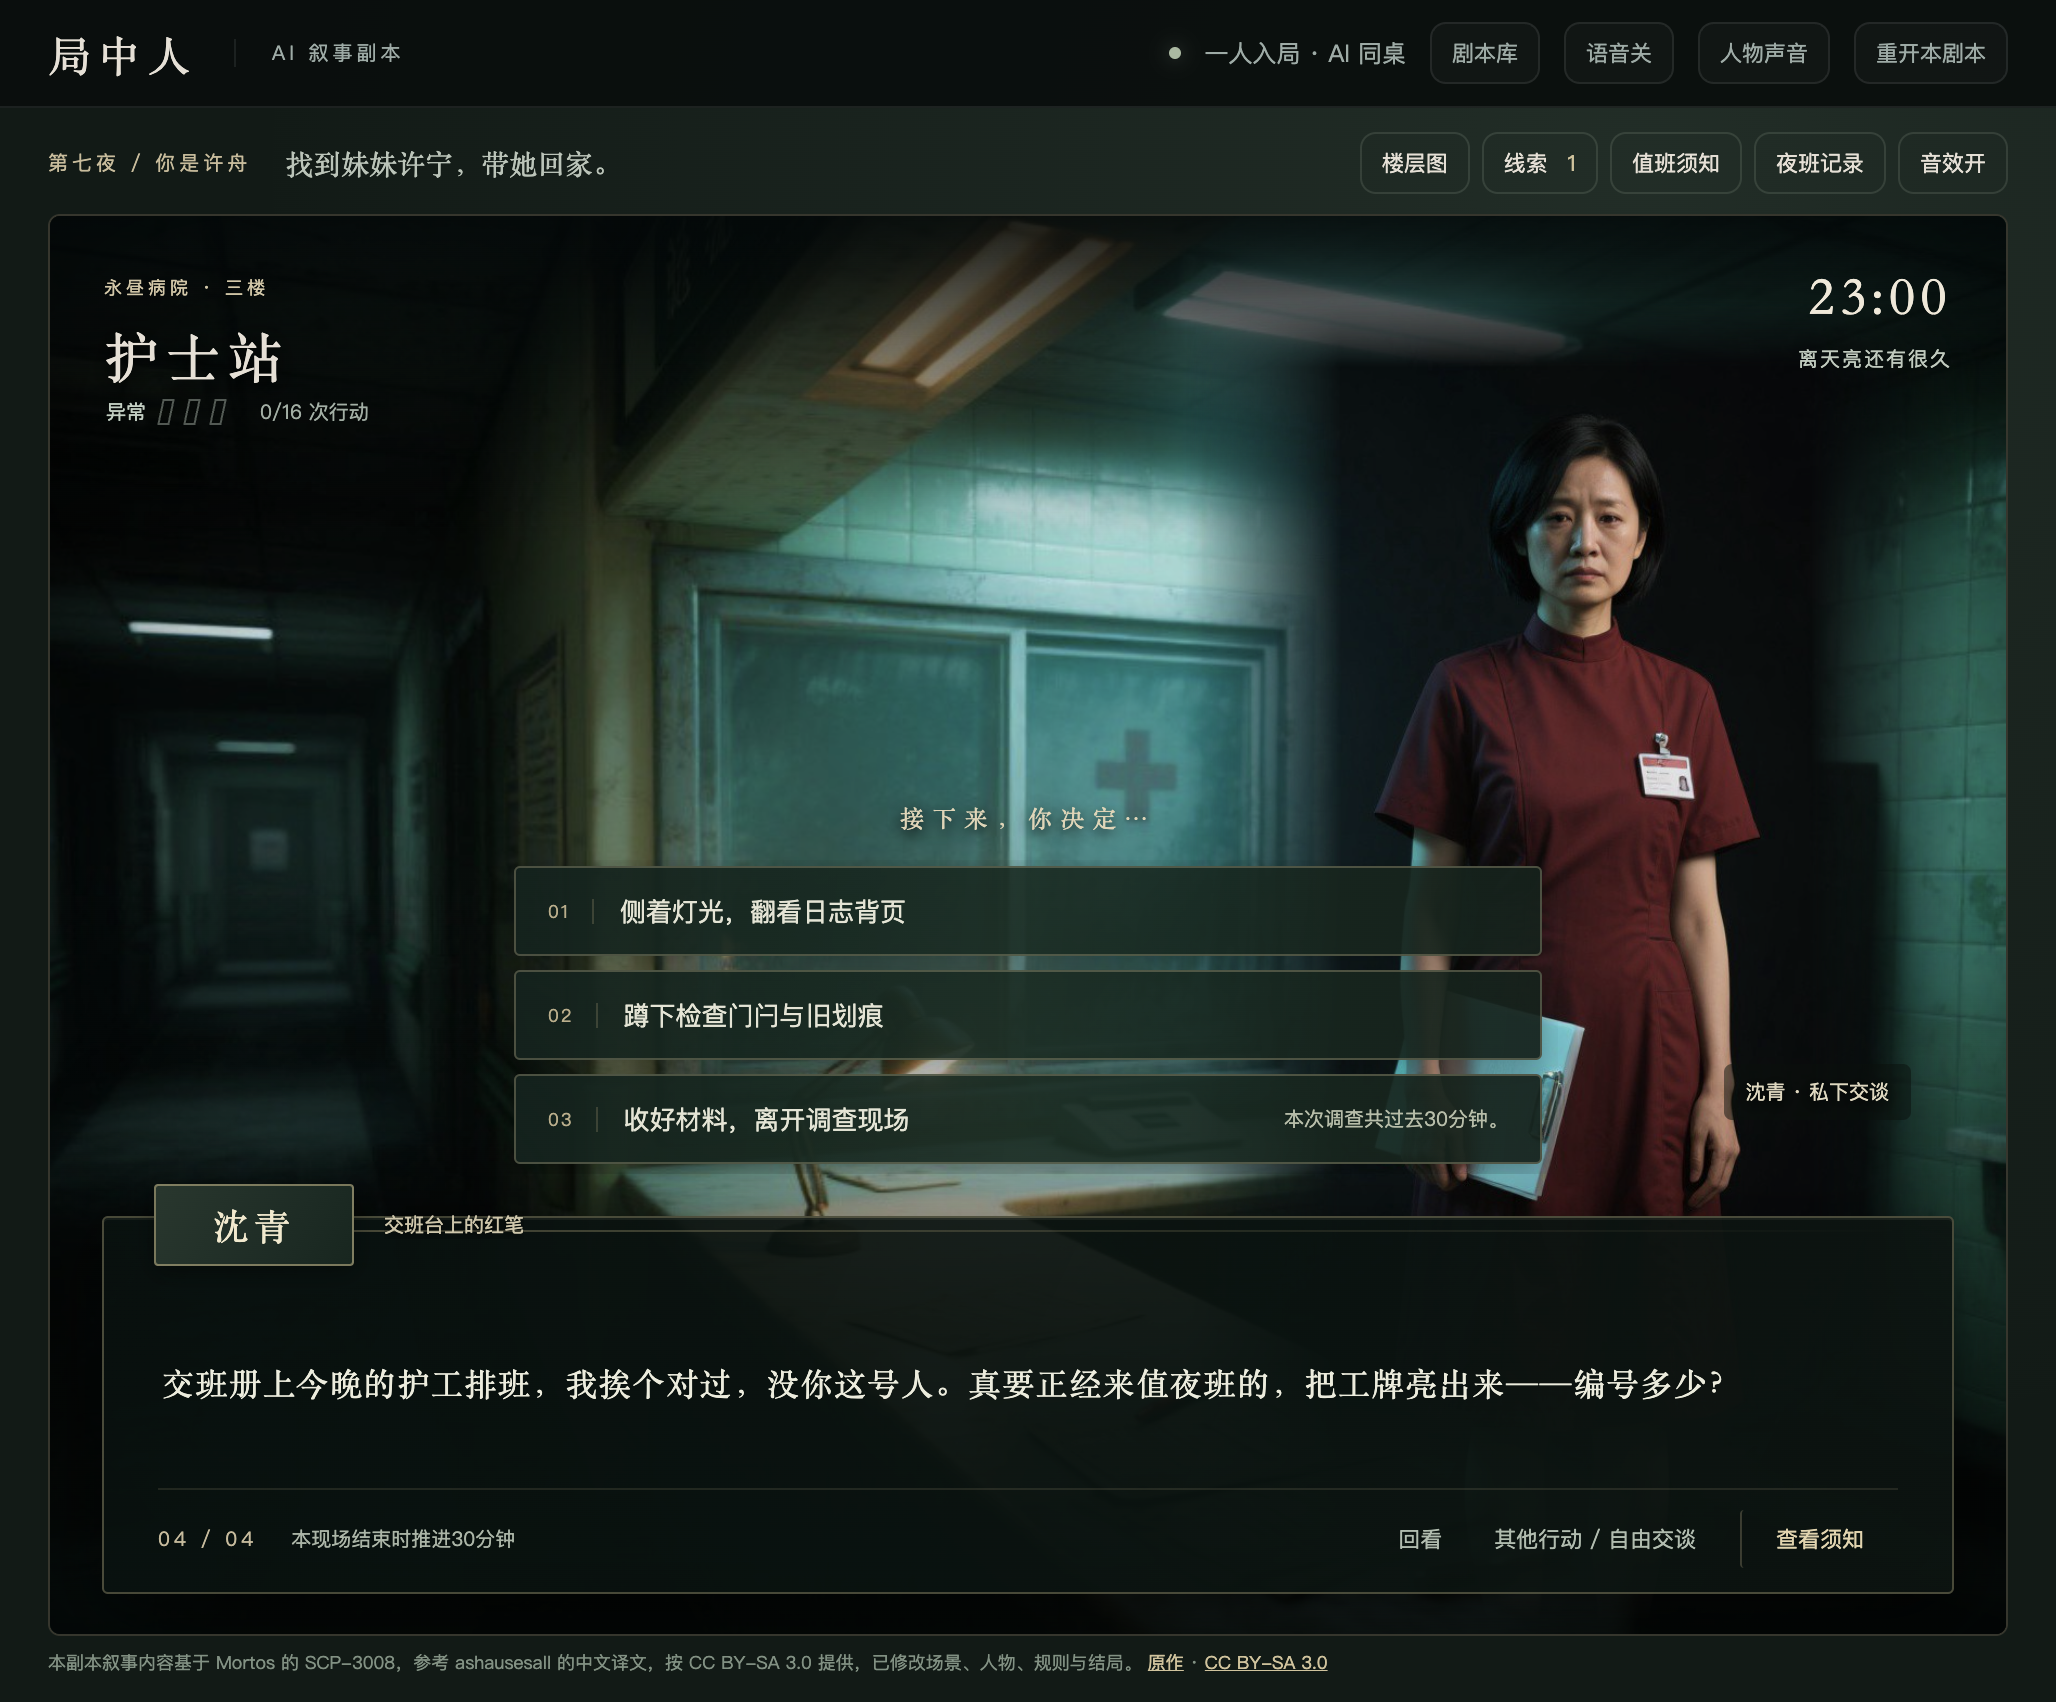 局中人
AI 叙事副本
一人入局 · AI 同桌
剧本库
语音关
人物声音
重开本剧本
第七夜 / 你是许舟
找到妹妹许宁，带她回家。
楼层图
线索 1
值班须知
夜班记录
音效开
永昼病院 · 三楼
护士站
异常
0/16 次行动
23:00
离天亮还有很久
接下来，你决定…
01 侧着灯光，翻看日志背页
02 蹲下检查门闩与旧划痕
03 收好材料，离开调查现场 本次调查共过去30分钟。
沈青 · 私下交谈
沈青
交班台上的红笔
交班册上今晚的护工排班，我挨个对过，没你这号人。真要正经来值夜班的，把工牌亮出来——编号多少？
04 / 04 本现场结束时推进30分钟
回看
其他行动 / 自由交谈
查看须知
本副本叙事内容基于 Mortos 的 SCP-3008，参考 ashausesall 的中文译文，按 CC BY-SA 3.0 提供，已修改场景、人物、规则与结局。 原作 · CC BY-SA 3.0